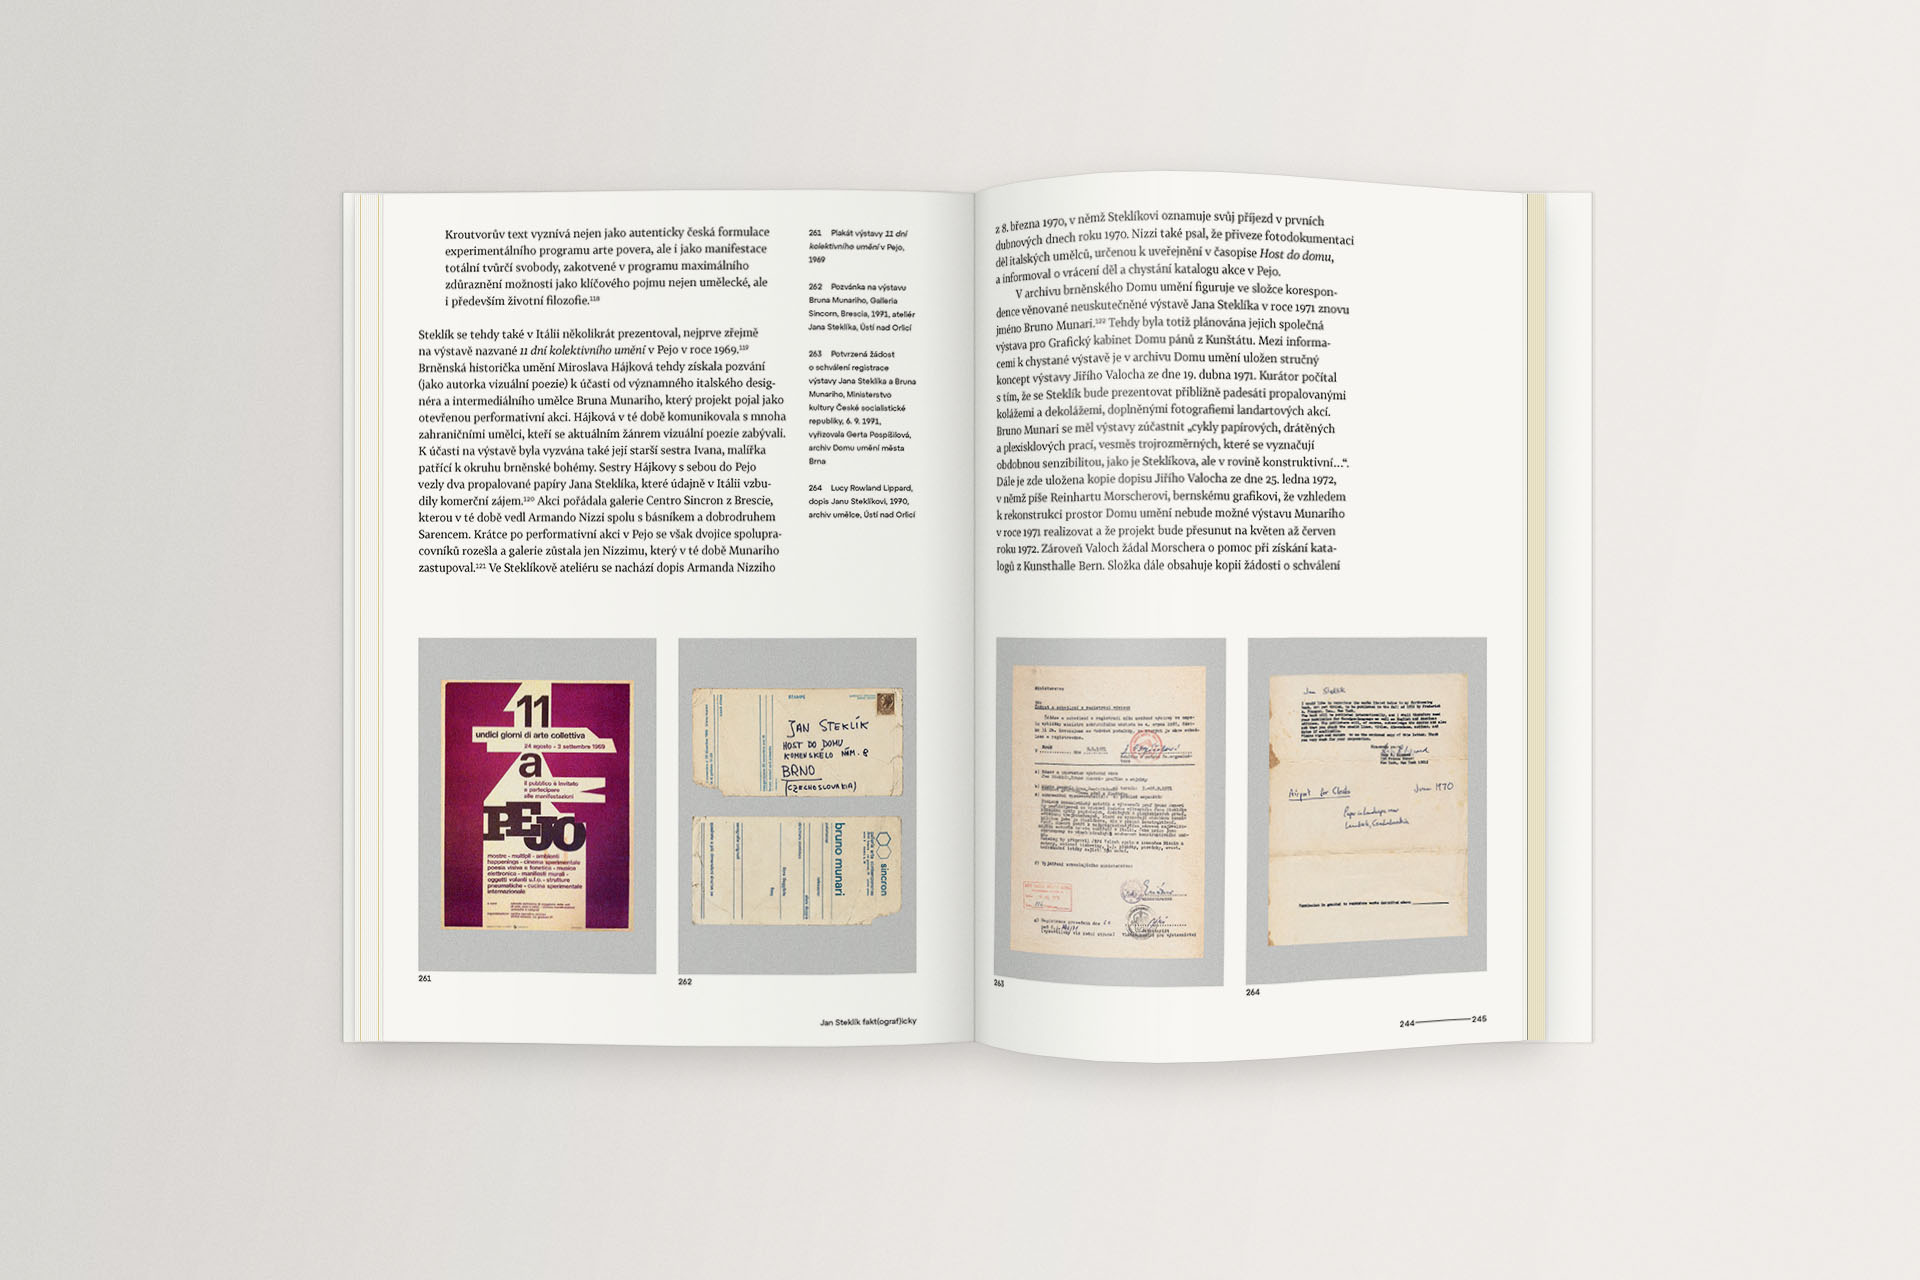 Kroutvorův text vyznívá nejen jako autenticky česká formulace
experimentálního programu arte povera, ale i jako manifestace
totální tvůrčí svobody, zakotvené v programu maximálního
zdůraznění možností jako klíčového pojmu nejen umělecké, ale
i především životní filozofie.¹¹⁸
Steklík se tehdy také v Itálii několikrát prezentoval, nejprve zřejmě
na výstavě nazvané 11 dní kolektivního umění v Pejo v roce 1969.¹¹⁹
Brněnská historička umění Miroslava Hájková tehdy získala pozvání
(jako autorka vizuální poezie) k účasti od významného italského desig-
néra a intermediálního umělce Bruna Munariho, který projekt pojal jako
otevřenou performativní akci. Hájková v té době komunikovala s mnoha
zahraničními umělci, kteří se aktuálním žánrem vizuální poezie zabývali.
K účasti na výstavě byla vyzvána také její starší sestra Ivana, malířka
patřící k okruhu brněnské bohémy. Sestry Hájkovy s sebou do Pejo
vezly dva propalované papíry Jana Steklíka, které údajně v Itálii vzbu-
dily komerční zájem.¹²⁰ Akci pořádala galerie Centro Sincron z Brescie,
kterou v té době vedl Armando Nizzi spolu s básníkem a dobrodruhem
Sarencem. Krátce po performativní akci v Pejo se však dvojice spolupra-
covníků rozešla a galerie zůstala jen Nizzimu, který v té době Munariho
zastupoval.¹²¹ Ve Steklíkově ateliéru se nachází dopis Armanda Nizziho
261 Plakát výstavy 11 dní
kolektivního umění v Pejo,
1969
262 Pozvánka na výstavu
Bruna Munariho, Galleria
Sincorn, Brescia, 1971, ateliér
Jana Steklíka, Ústí nad Orlicí
263 Potvrzená žádost
o schválení registrace
výstavy Jana Steklíka a Bruna
Munariho, Ministerstvo
kultury České socialistické
republiky, 6. 9. 1971,
vyřizovala Gerta Pospíšilová,
archiv Domu umění města
Brna
264 Lucy Rowland Lippard,
dopis Janu Steklíkovi, 1970,
archiv umělce, Ústí nad Orlicí
11
undici giorni di arte collettiva
24 agosto - 3 settembre 1969
a
il pubblico è invitato
a partecipare
alle manifestazioni
PEJO
mostre - multipli - ambienti
happenings - cinema sperimentale
poesia visiva e fonetica - musica
elettronica - manifesti murali -
oggetti volanti u.f.o. - strutture
pneumatiche - cucina sperimentale
internazionale
261
STAMPE
JAN STEKLÍK
HOST DO DOMU
KOMENSKÉLO NÁM. 8
BRNO
(CZECHOSLOVAKIA)
sincron
bruno munari
262
Jan Steklík fakt(ograf)icky
z 8. března 1970, v němž Steklíkovi oznamuje svůj příjezd v prvních
dubnových dnech roku 1970. Nizzi také psal, že přiveze fotodokumentaci
děl italských umělců, určenou k uveřejnění v časopise Host do domu,
a informoval o vrácení děl a chystání katalogu akce v Pejo.
V archivu brněnského Domu umění figuruje ve složce korespon-
dence věnované neuskutečněné výstavě Jana Steklíka v roce 1971 znovu
jméno Bruno Munari.¹²² Tehdy byla totiž plánována jejich společná
výstava pro Grafický kabinet Domu pánů z Kunštátu. Mezi informa-
cemi k chystané výstavě je v archivu Domu umění uložen stručný
koncept výstavy Jiřího Valocha ze dne 19. dubna 1971. Kurátor počítal
s tím, že se Steklík bude prezentovat přibližně padesáti propalovanými
kolážemi a dekolážemi, doplněnými fotografiemi landartových akcí.
Bruno Munari se měl výstavy zúčastnit „cykly papírových, drátěných
a plexisklových prací, vesměs trojrozměrných, které se vyznačují
obdobnou senzibilitou, jako je Steklíkova, ale v rovině konstruktivní…“.
Dále je zde uložena kopie dopisu Jiřího Valocha ze dne 25. ledna 1972,
v němž píše Reinhartu Morscherovi, bernskému grafikovi, že vzhledem
k rekonstrukci prostor Domu umění nebude možné výstavu Munariho
v roce 1971 realizovat a že projekt bude přesunut na květen až červen
roku 1972. Zároveň Valoch žádal Morschera o pomoc při získání kata-
logů z Kunsthalle Bern. Složka dále obsahuje kopii žádosti o schválení
263
Jan Steklík
June 1970
264
244 245